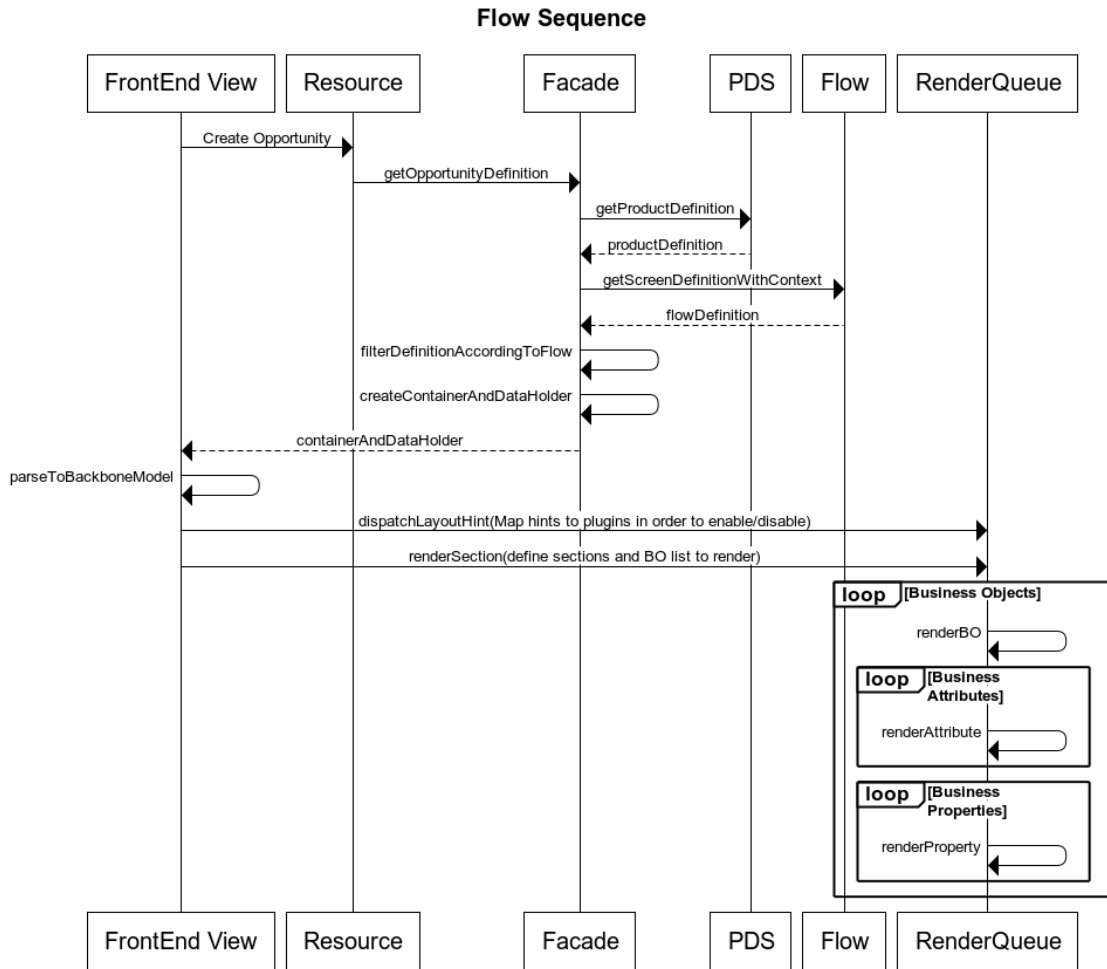 Flow Sequence
FrontEnd View
Resource
Facade
PDS
Flow
RenderQueue
Create Opportunity
getOpportunityDefinition
getProductDefinition
productDefinition
getScreenDefinitionWithContext
flowDefinition
filterDefinitionAccordingToFlow
createContainerAndDataHolder
containerAndDataHolder
parseToBackboneModel
dispatchLayoutHint(Map hints to plugins in order to enable/disable)
renderSection(define sections and BO list to render)
loop
[Business Objects]
renderBO
loop
[Business
Attributes]
renderAttribute
loop
[Business
Properties]
renderProperty
FrontEnd View
Resource
Facade
PDS
Flow
RenderQueue